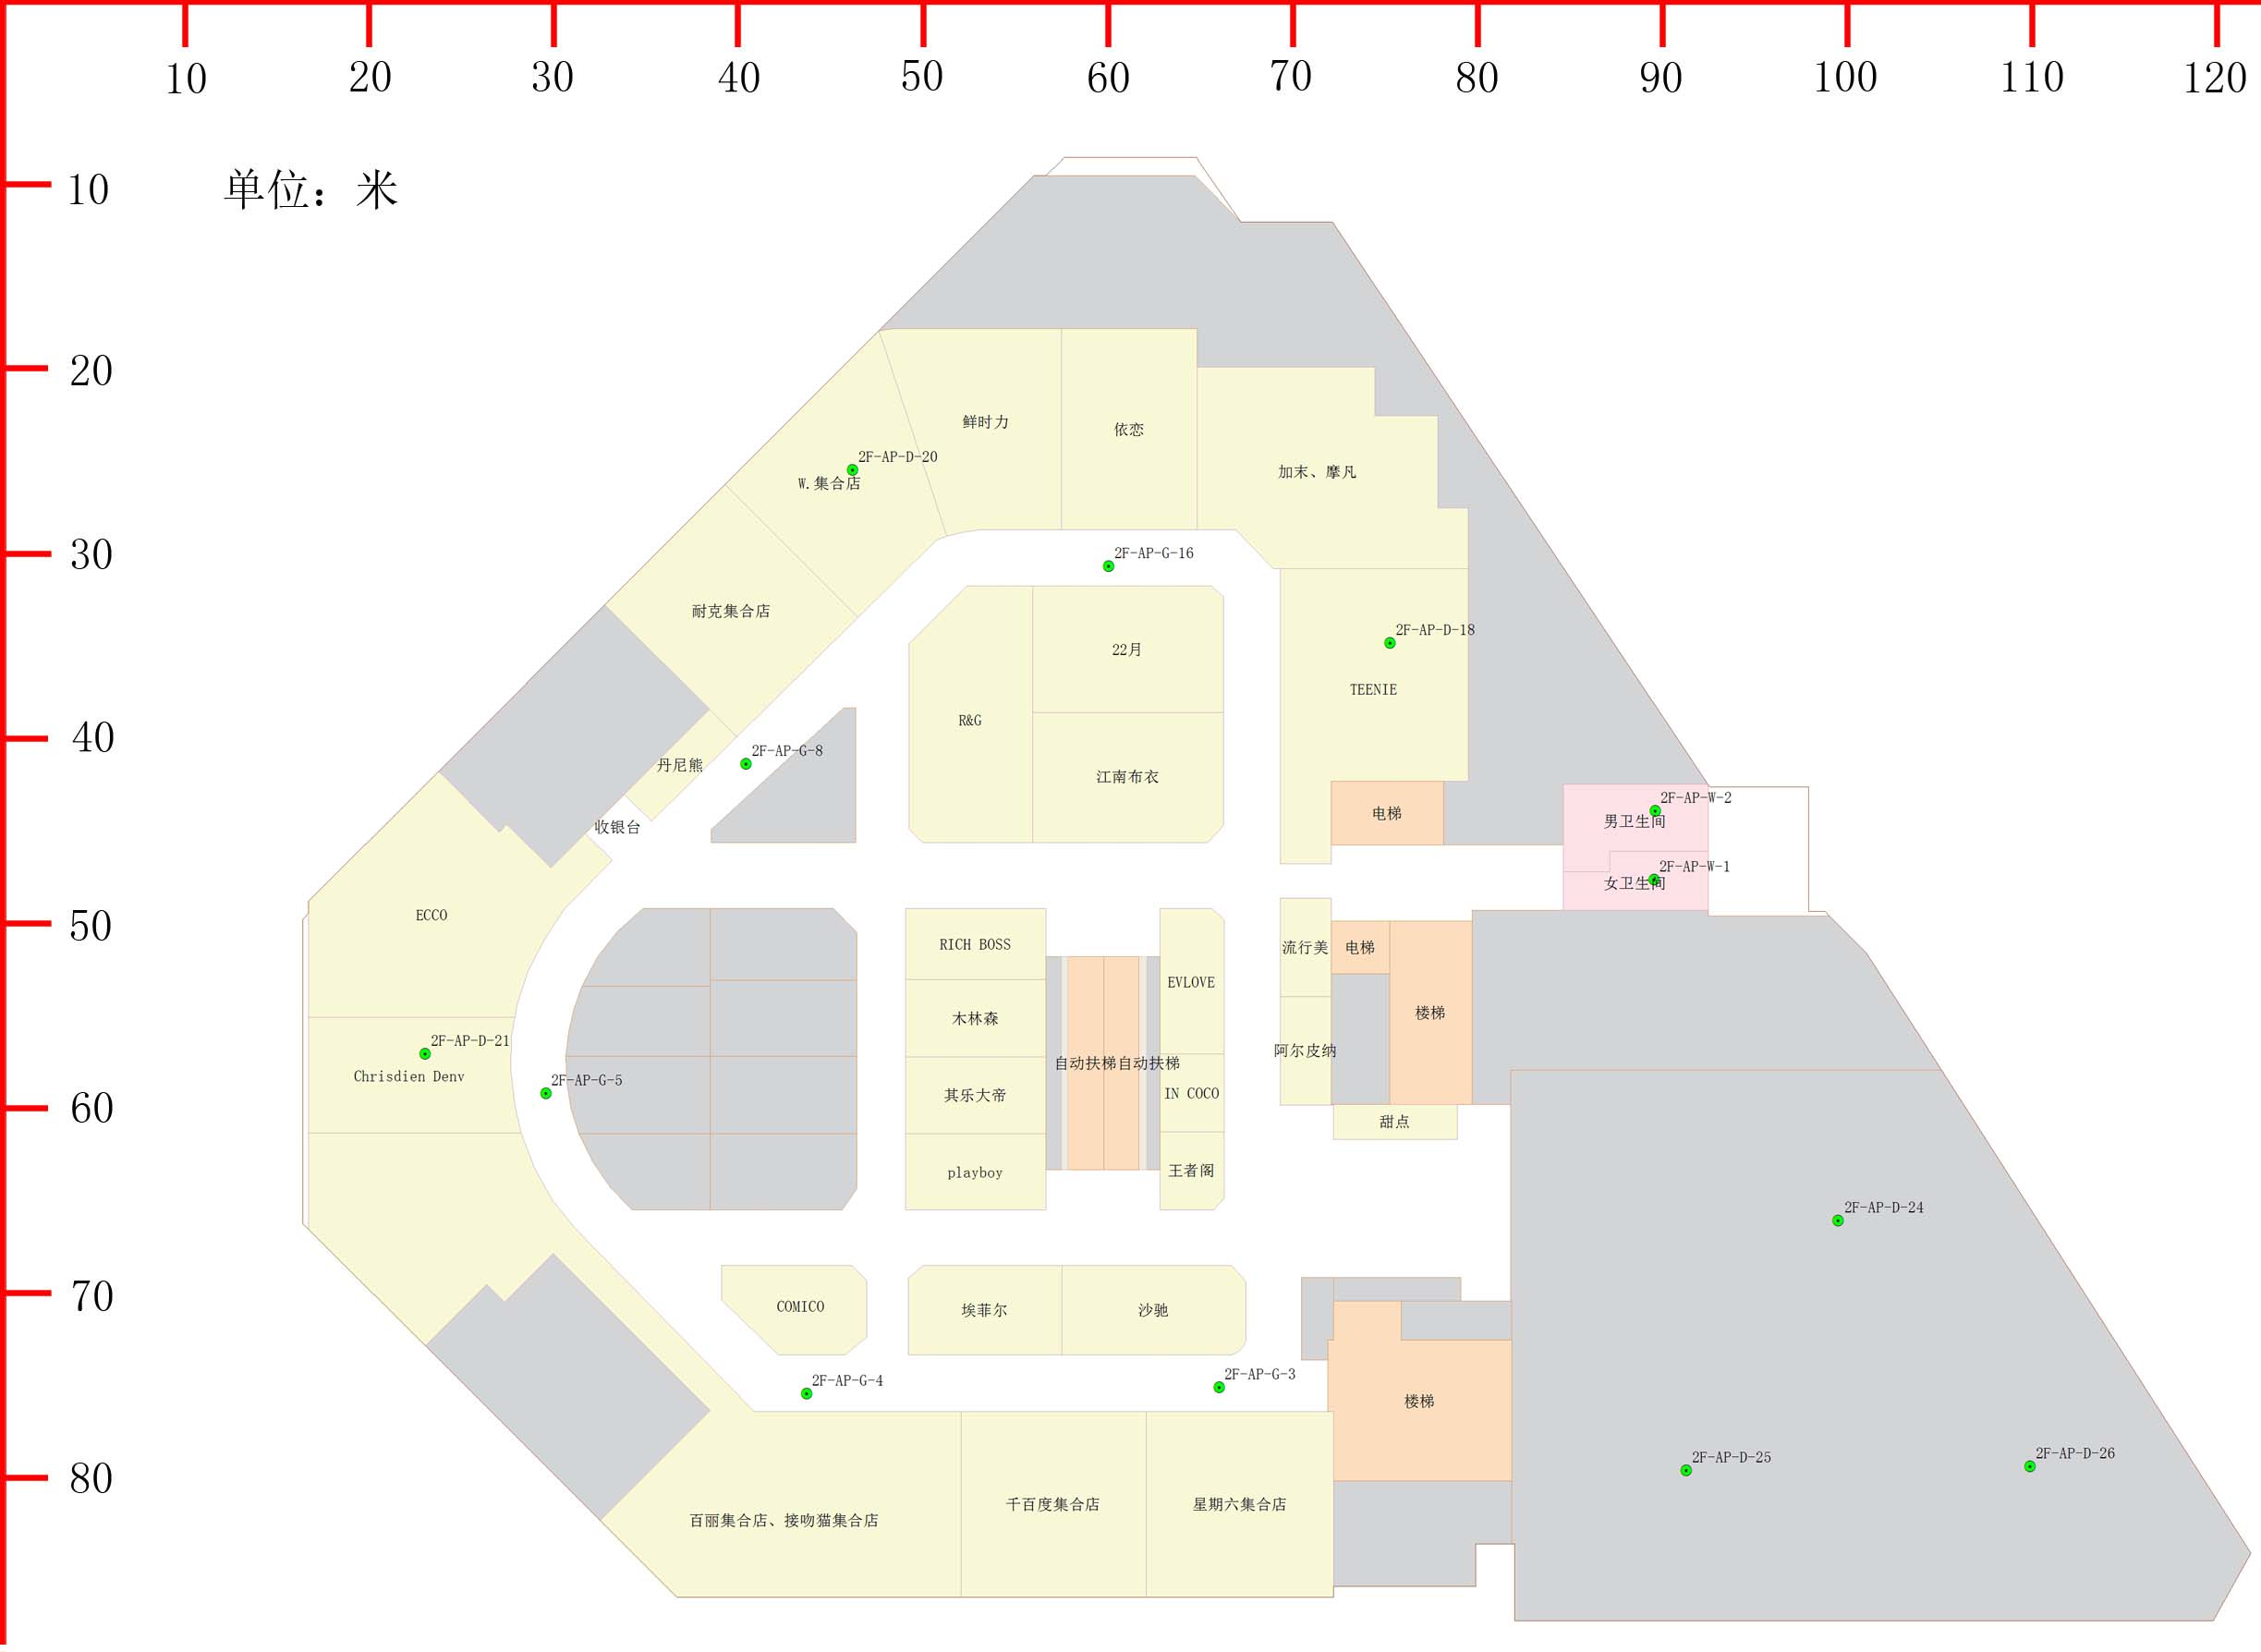 10 20 30 40 50 60 70 80 90 100 110 120
单位：米
10
20
30
40
50
60
70
80
鲜时力
依恋
2F-AP-D-20
W.集合店
加末、摩凡
2F-AP-G-16
耐克集合店
2F-AP-D-18
22月
TEENIE
R&G
2F-AP-G-8
丹尼熊
江南布衣
2F-AP-W-2
电梯
男卫生间
收银台
2F-AP-W-1
女卫生间
ECCO
RICH BOSS
流行美
电梯
EVLOVE
木林森
楼梯
2F-AP-D-21
阿尔皮纳
自动扶梯
自动扶梯
Chrisdien Denv
2F-AP-G-5
其乐大帝
IN COCO
甜点
playboy
王者阁
2F-AP-D-24
COMICO
埃菲尔
沙驰
2F-AP-G-4
2F-AP-G-3
楼梯
2F-AP-D-25
2F-AP-D-26
百丽集合店、接吻猫集合店
千百度集合店
星期六集合店